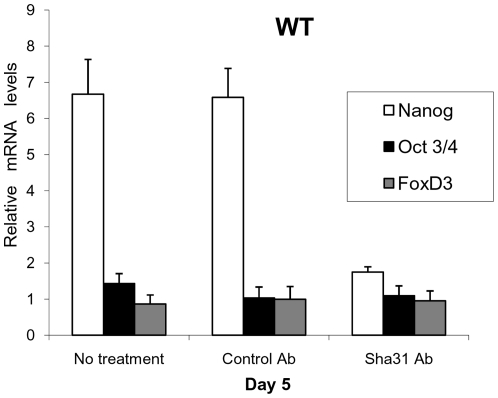 WT
9
8
7
6
5
4
3
2
1
0
Relative mRNA levels
Nanog
Oct 3/4
FoxD3
No treatment
Control Ab
Sha31 Ab
Day 5